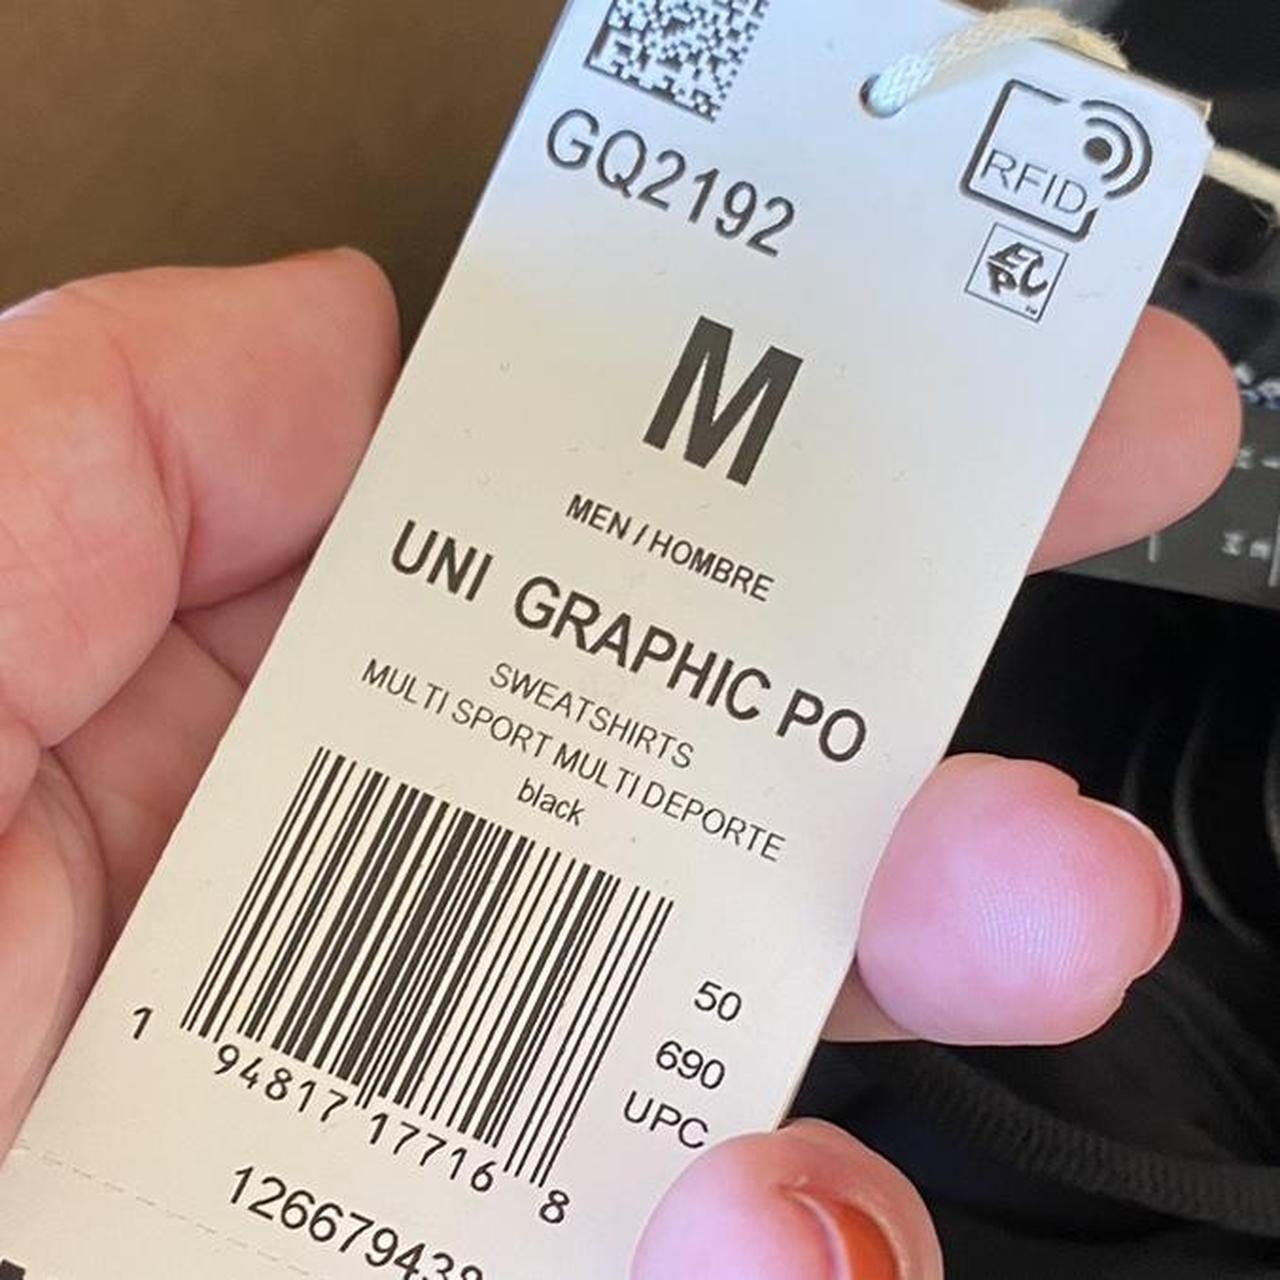 GQ2192
RFID
EPC
M
MEN / HOMBRE
UNI GRAPHIC PO
SWEATSHIRTS
MULTI SPORT MULTI DEPORTE
black
50
690
UPC
1 94817 17716 8